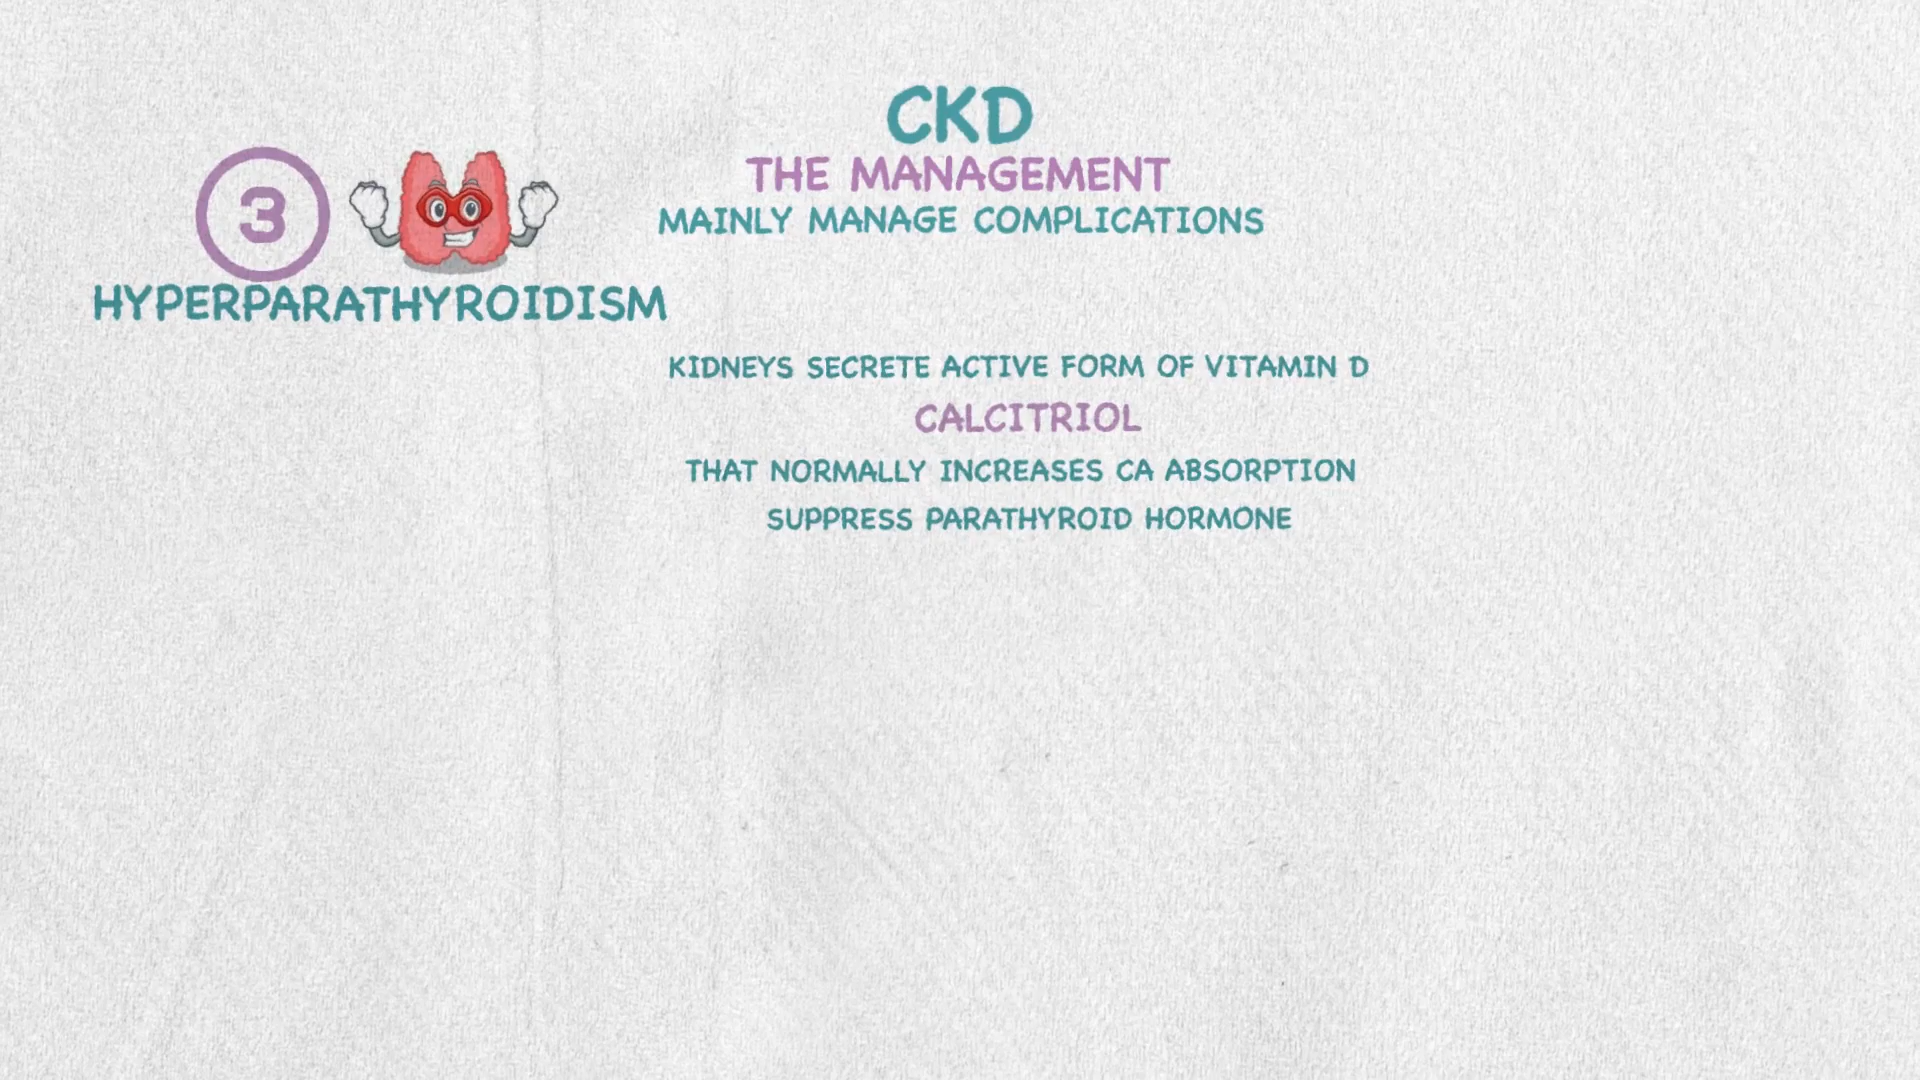 CKD
THE MANAGEMENT
MAINLY MANAGE COMPLICATIONS
3
HYPERPARATHYROIDISM
KIDNEYS SECRETE ACTIVE FORM OF VITAMIN D
CALCITRIOL
THAT NORMALLY INCREASES CA ABSORPTION
SUPPRESS PARATHYROID HORMONE